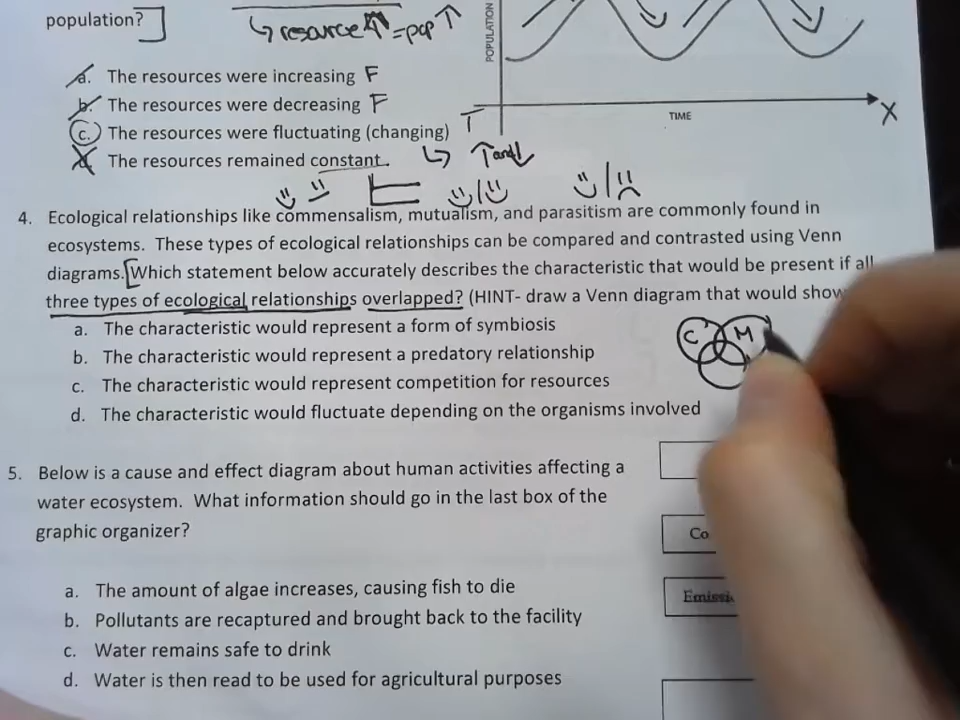 population?]
↳ resource↑ = pop ↑
POPULATION
a. The resources were increasing F
b. The resources were decreasing F
c. The resources were fluctuating (changing) T
↳ ↑and↓
d. The resources remained constant.
TIME
X
4. Ecological relationships like commensalism, mutualism, and parasitism are commonly found in
ecosystems. These types of ecological relationships can be compared and contrasted using Venn
diagrams. [Which statement below accurately describes the characteristic that would be present if all
three types of ecological relationships overlapped? (HINT- draw a Venn diagram that would show
a. The characteristic would represent a form of symbiosis
b. The characteristic would represent a predatory relationship
c. The characteristic would represent competition for resources
d. The characteristic would fluctuate depending on the organisms involved
C M
5. Below is a cause and effect diagram about human activities affecting a
water ecosystem. What information should go in the last box of the
graphic organizer?
Co
Emissi
a. The amount of algae increases, causing fish to die
b. Pollutants are recaptured and brought back to the facility
c. Water remains safe to drink
d. Water is then read to be used for agricultural purposes